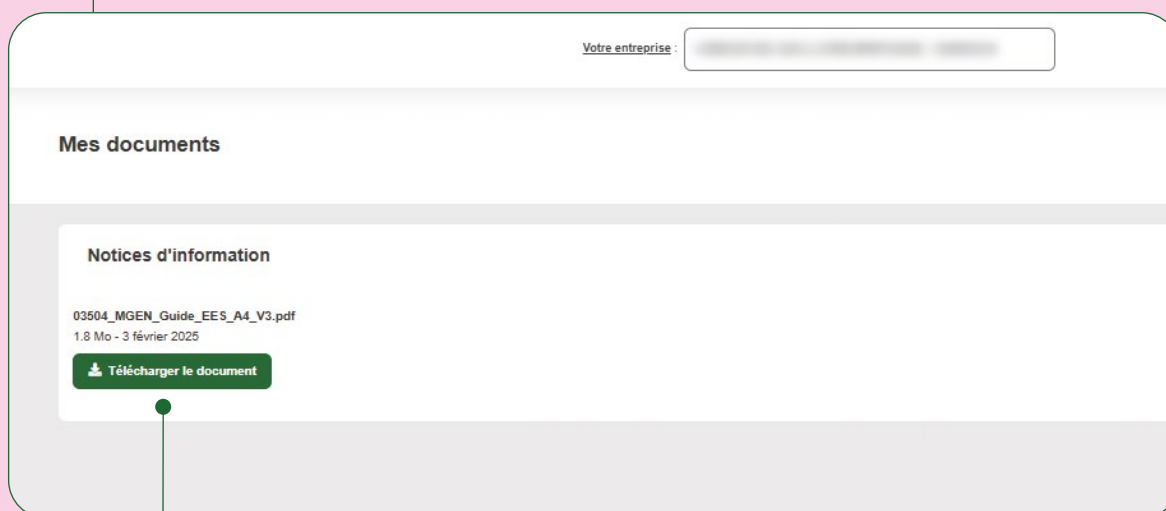 Votre entreprise :
Mes documents
Notices d'information
03504_MGEN_Guide_EES_A4_V3.pdf
1.8 Mo - 3 février 2025
Télécharger le document